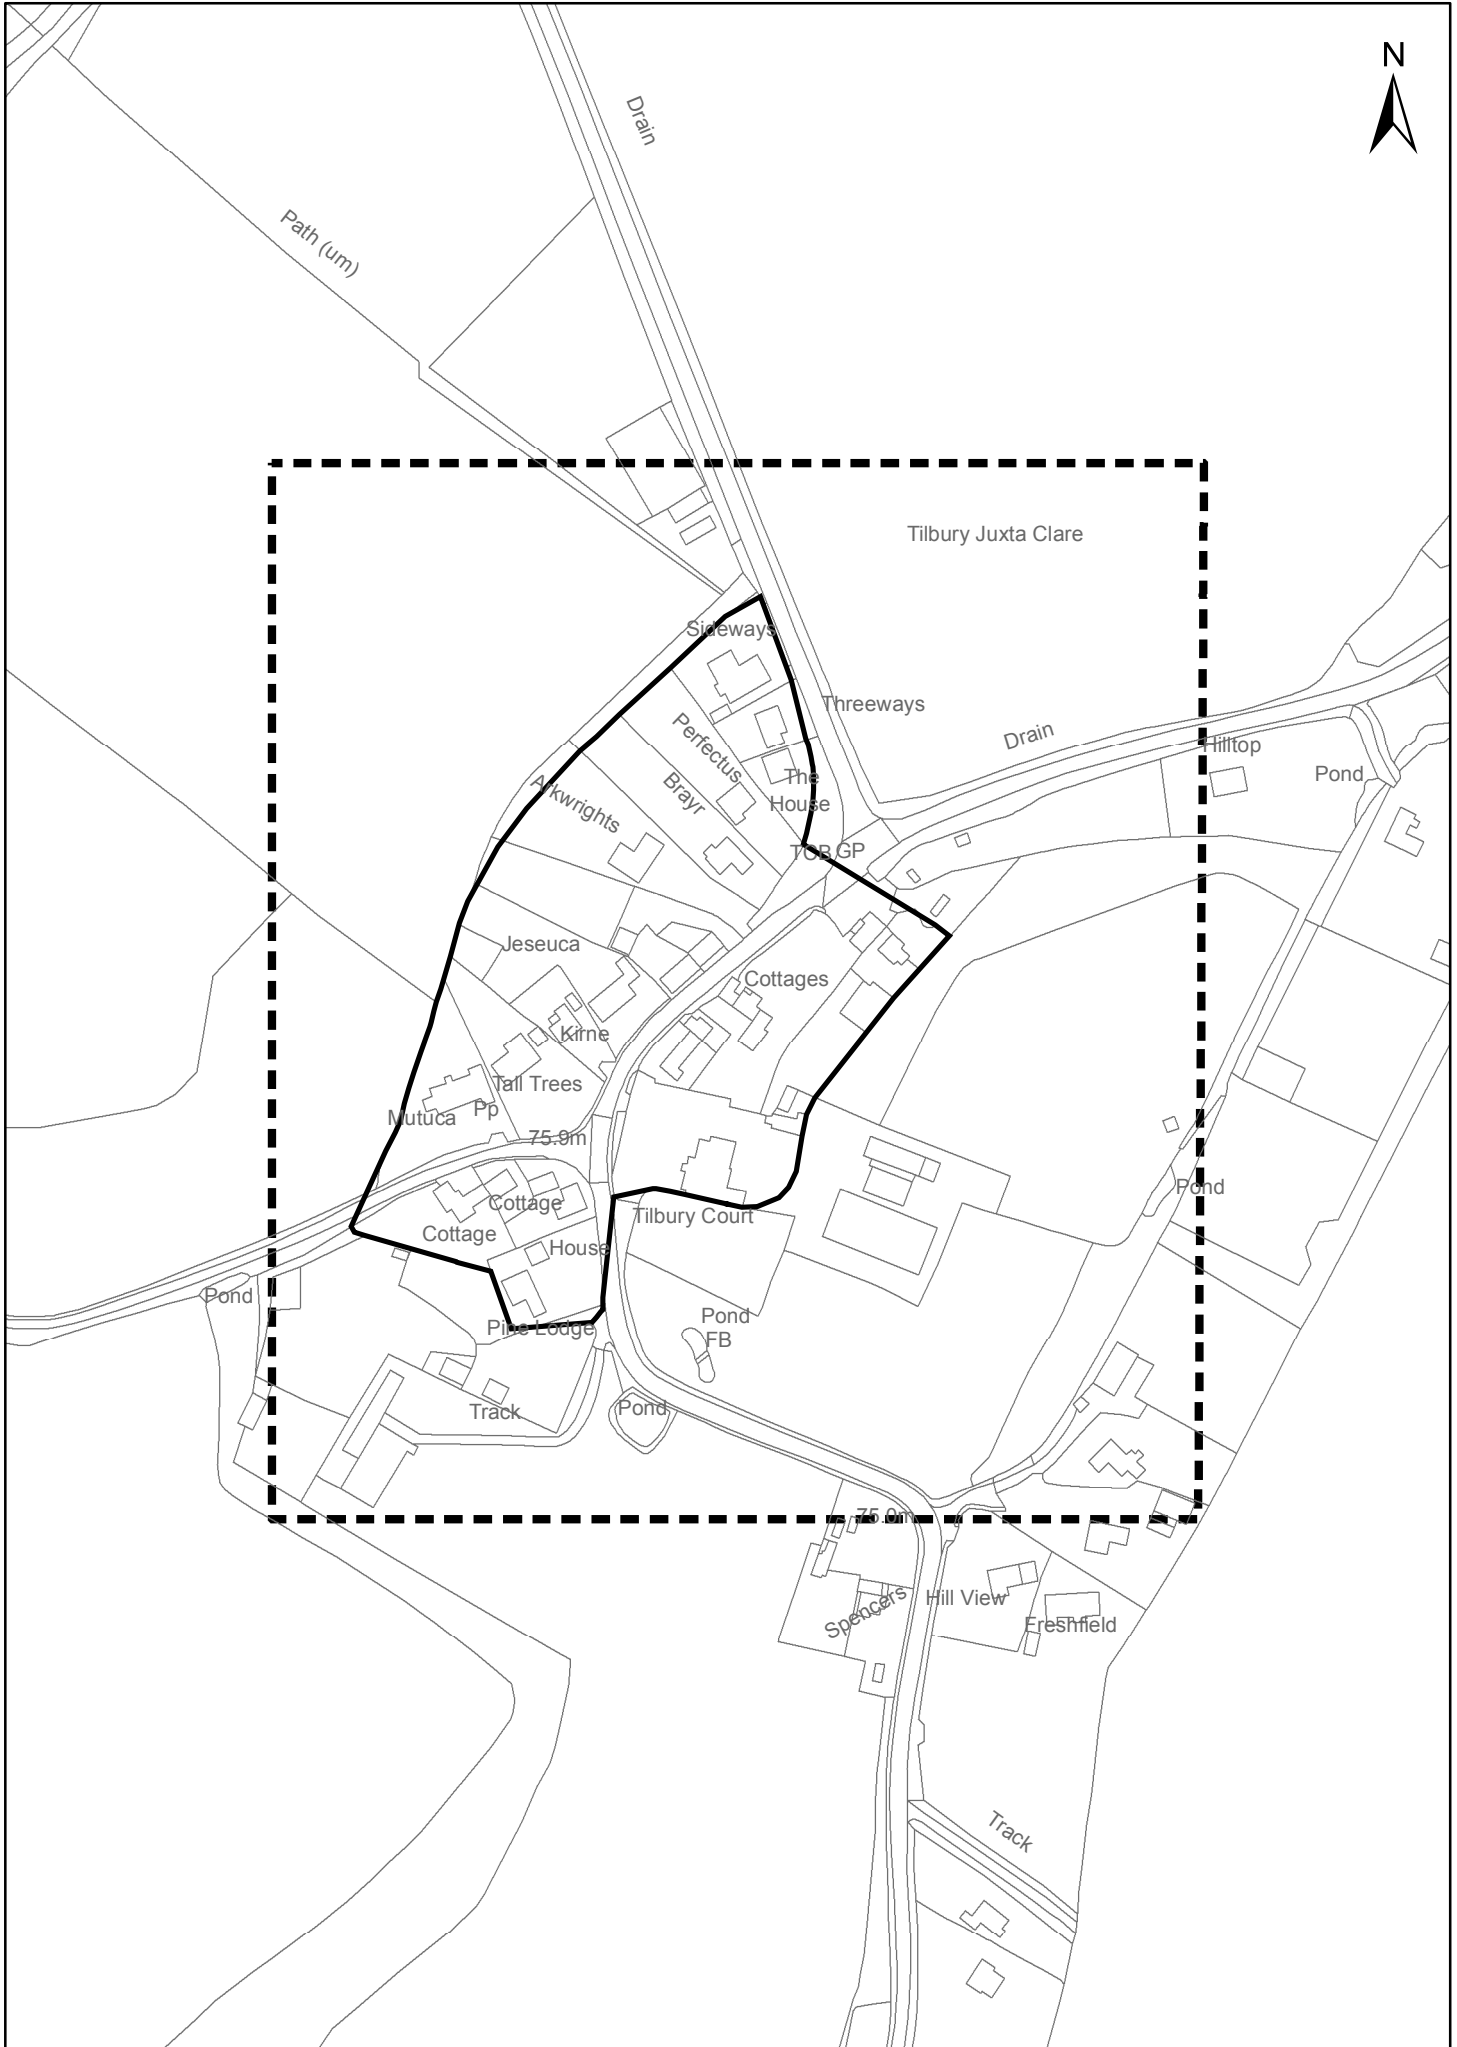 N
Drain
Path (um)
Tilbury Juxta Clare
Sideways
Threeways
Perfectus
Drain
Hilltop
Pond
The
House
Brayr
Arkwrights
TCB
GP
Jeseuca
Cottages
Kirne
Tall Trees
Pp
Mutuca
75.9m
Pond
Cottage
Cottage
Tilbury Court
House
Pond
Pond
FB
Pine Lodge
Track
Pond
75.0m
Spencers
Hill View
Freshfield
Track